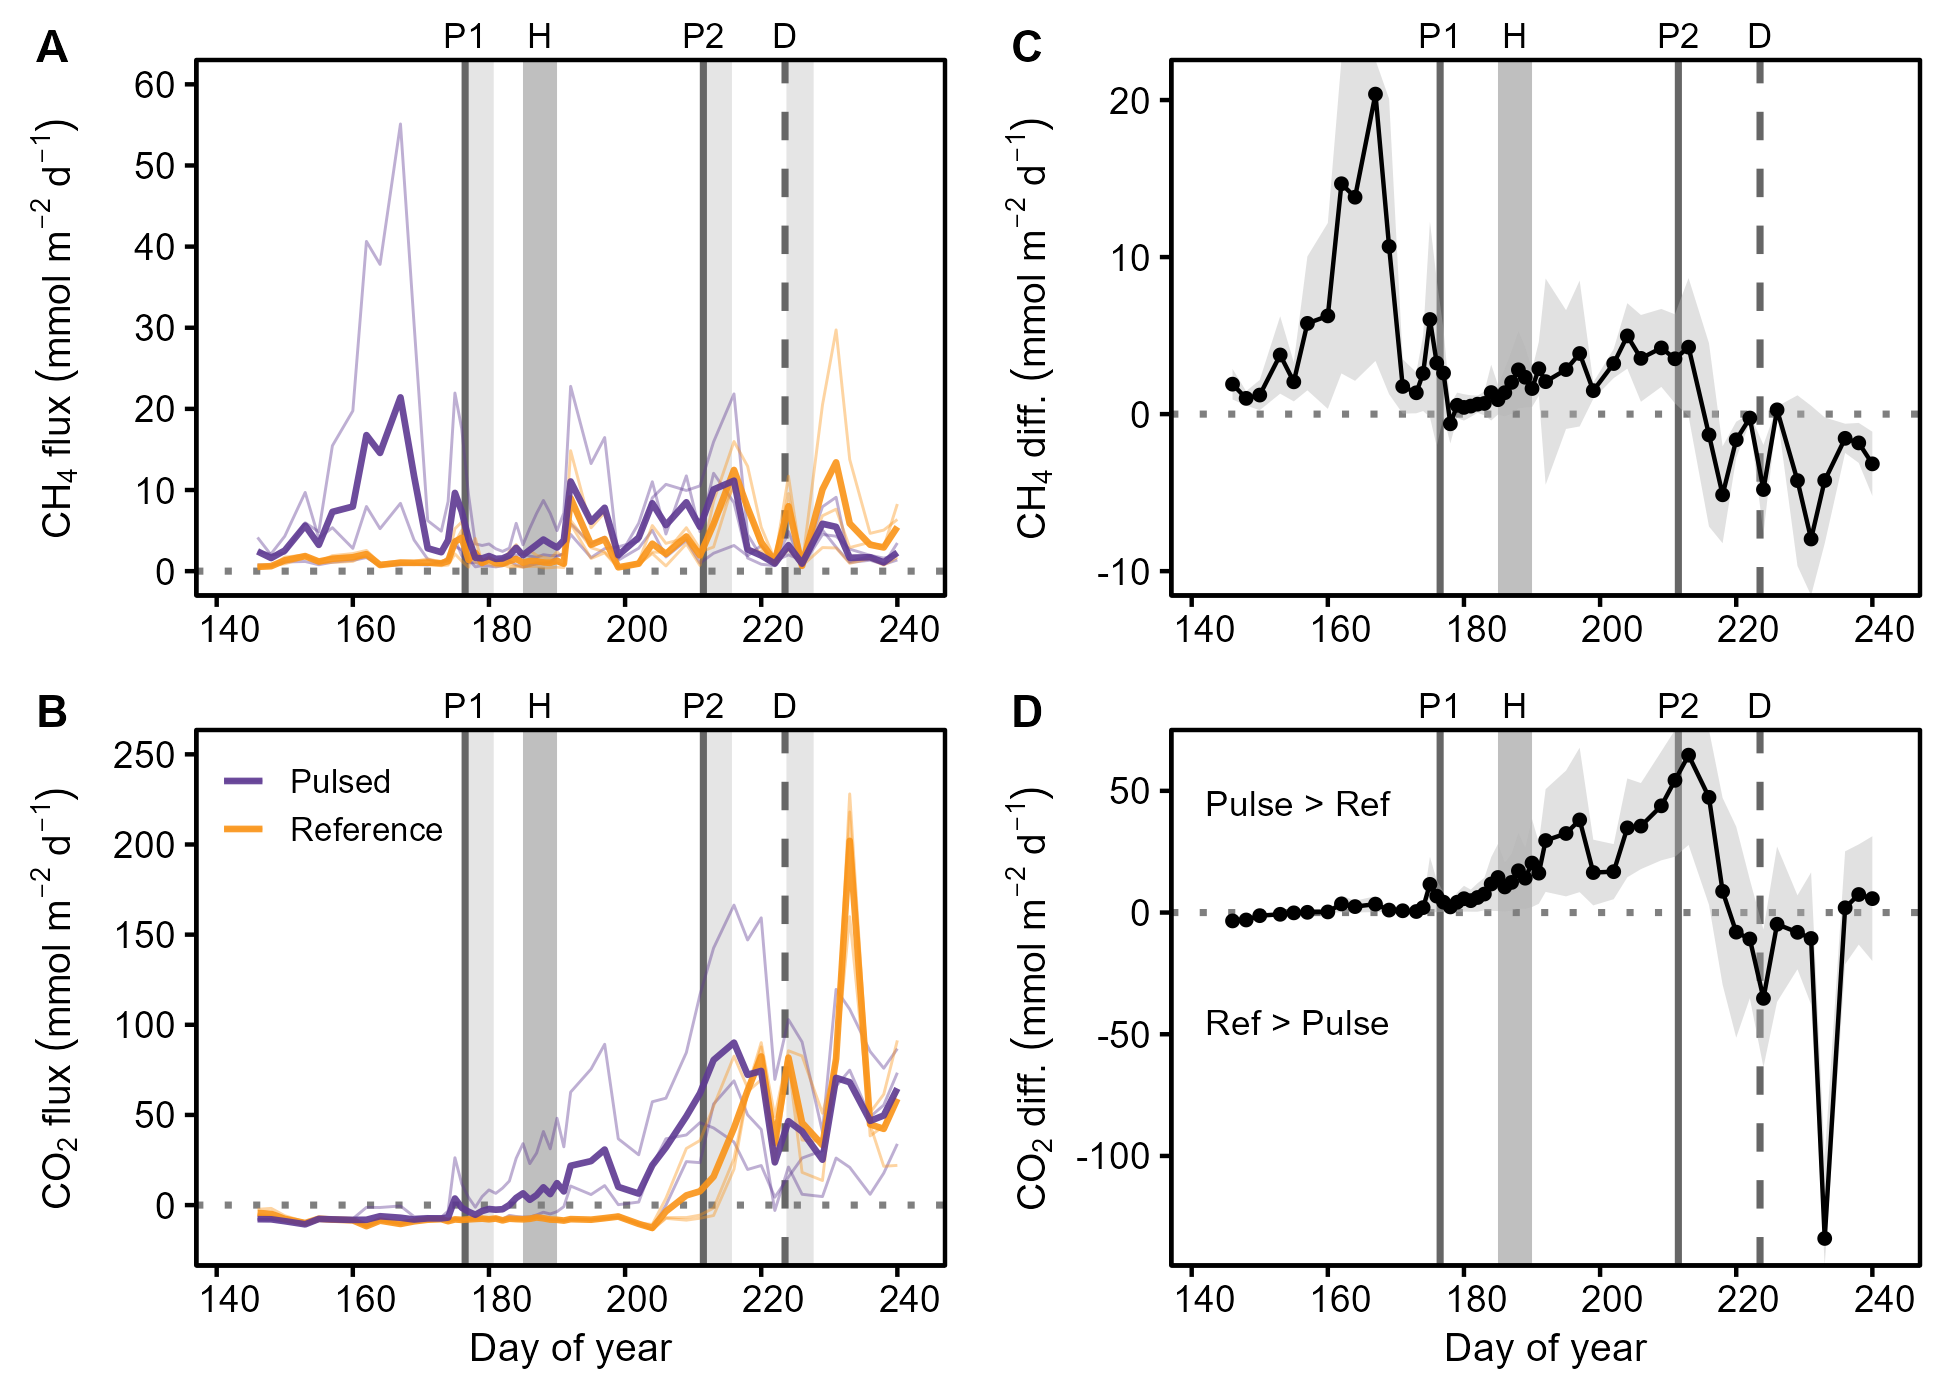 A
P1 H P2 D
CH4 flux (mmol m−2 d−1)
60
50
40
30
20
10
0
140 160 180 200 220 240
C
P1 H P2 D
CH4 diff. (mmol m−2 d−1)
20
10
0
-10
140 160 180 200 220 240
B
P1 H P2 D
CO2 flux (mmol m−2 d−1)
250
200
150
100
50
0
Pulsed
Reference
140 160 180 200 220 240
Day of year
D
P1 H P2 D
CO2 diff. (mmol m−2 d−1)
50
0
-50
-100
Pulse > Ref
Ref > Pulse
140 160 180 200 220 240
Day of year